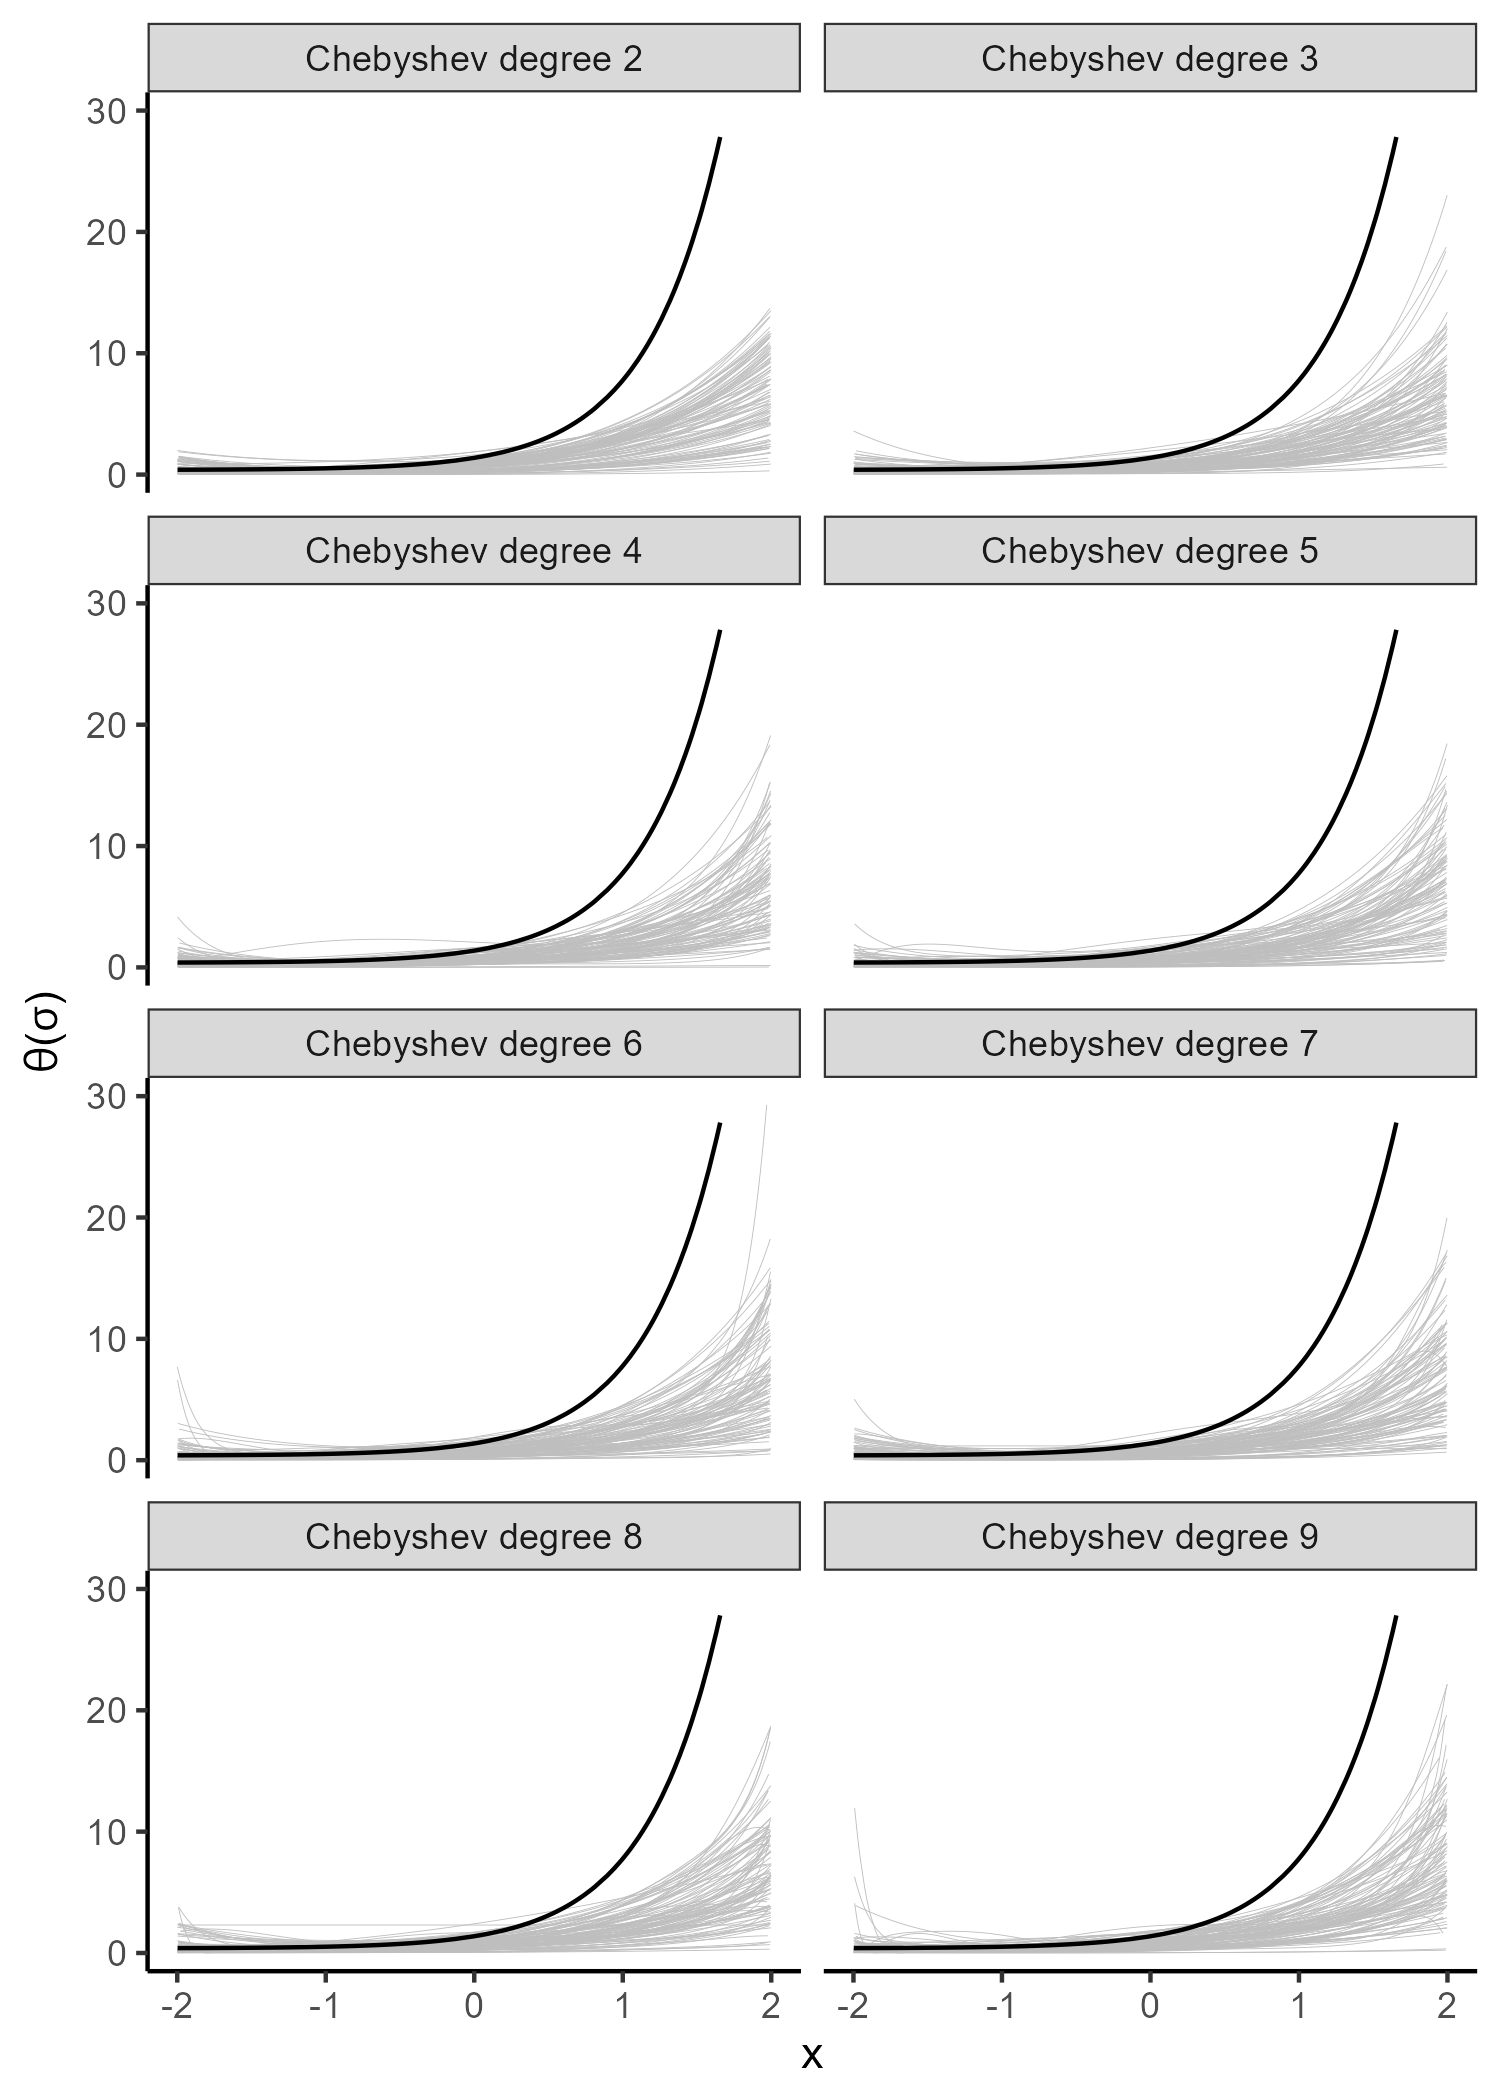 Chebyshev degree 2
Chebyshev degree 3
30
20
10
0
Chebyshev degree 4
Chebyshev degree 5
30
20
10
0
θ(σ)
Chebyshev degree 6
Chebyshev degree 7
30
20
10
0
Chebyshev degree 8
Chebyshev degree 9
30
20
10
0
-2 -1 0 1 2
-2 -1 0 1 2
x